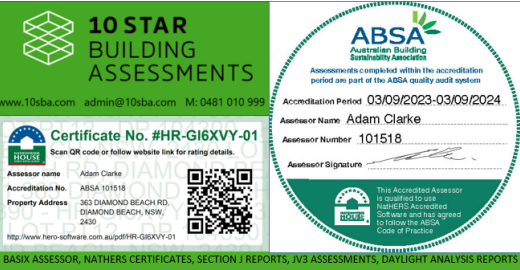 10 STAR
BUILDING
ASSESSMENTS
www.10sba.com admin@10sba.com M: 0481 010 999
Certificate No. #HR-GI6XVY-01
Scan QR code or follow website link for rating details.
Assessor name Adam Clarke
Accreditation No. ABSA 101518
Property Address 363 DIAMOND BEACH RD,
DIAMOND BEACH, NSW,
2430
http://www.hero-software.com.au/pdf/HR-GI6XVY-01
NATIONWIDE
HOUSE
ABSA
Australian Building
Sustainability Association
Assessments completed within the accreditation
period are part of the ABSA quality audit system
Accreditation Period 03/09/2023-03/09/2024
Assessor Name Adam Clarke
Assessor Number 101518
Assessor Signature
HOUSE
This Accredited Assessor
is qualified to use
NatHERS Accredited
Software and has agreed
to follow the ABSA
Code of Practice
BASIX ASSESSOR, NATHERS CERTIFICATES, SECTION J REPORTS, JV3 ASSESSMENTS, DAYLIGHT ANALYSIS REPORTS